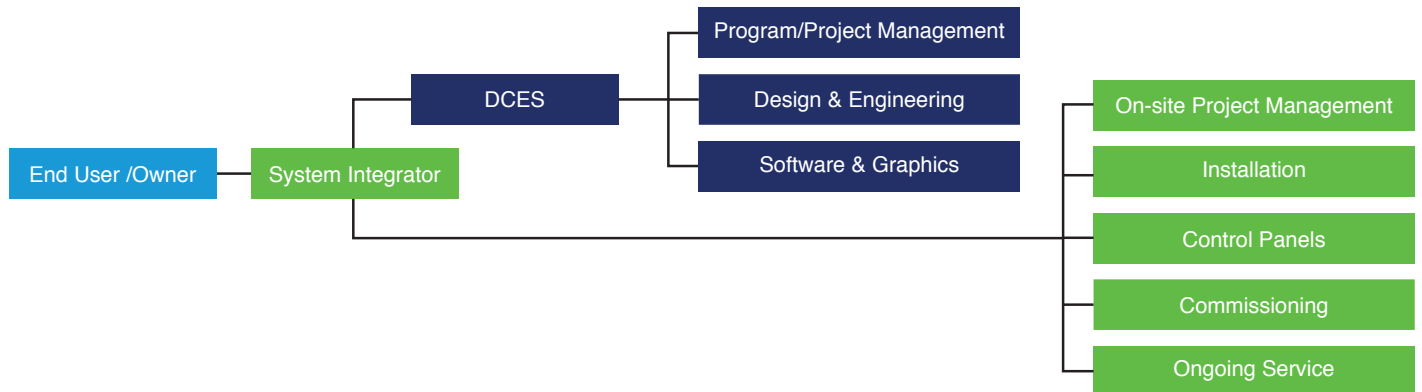 End User /Owner
System Integrator
DCES
Program/Project Management
Design & Engineering
Software & Graphics
On-site Project Management
Installation
Control Panels
Commissioning
Ongoing Service